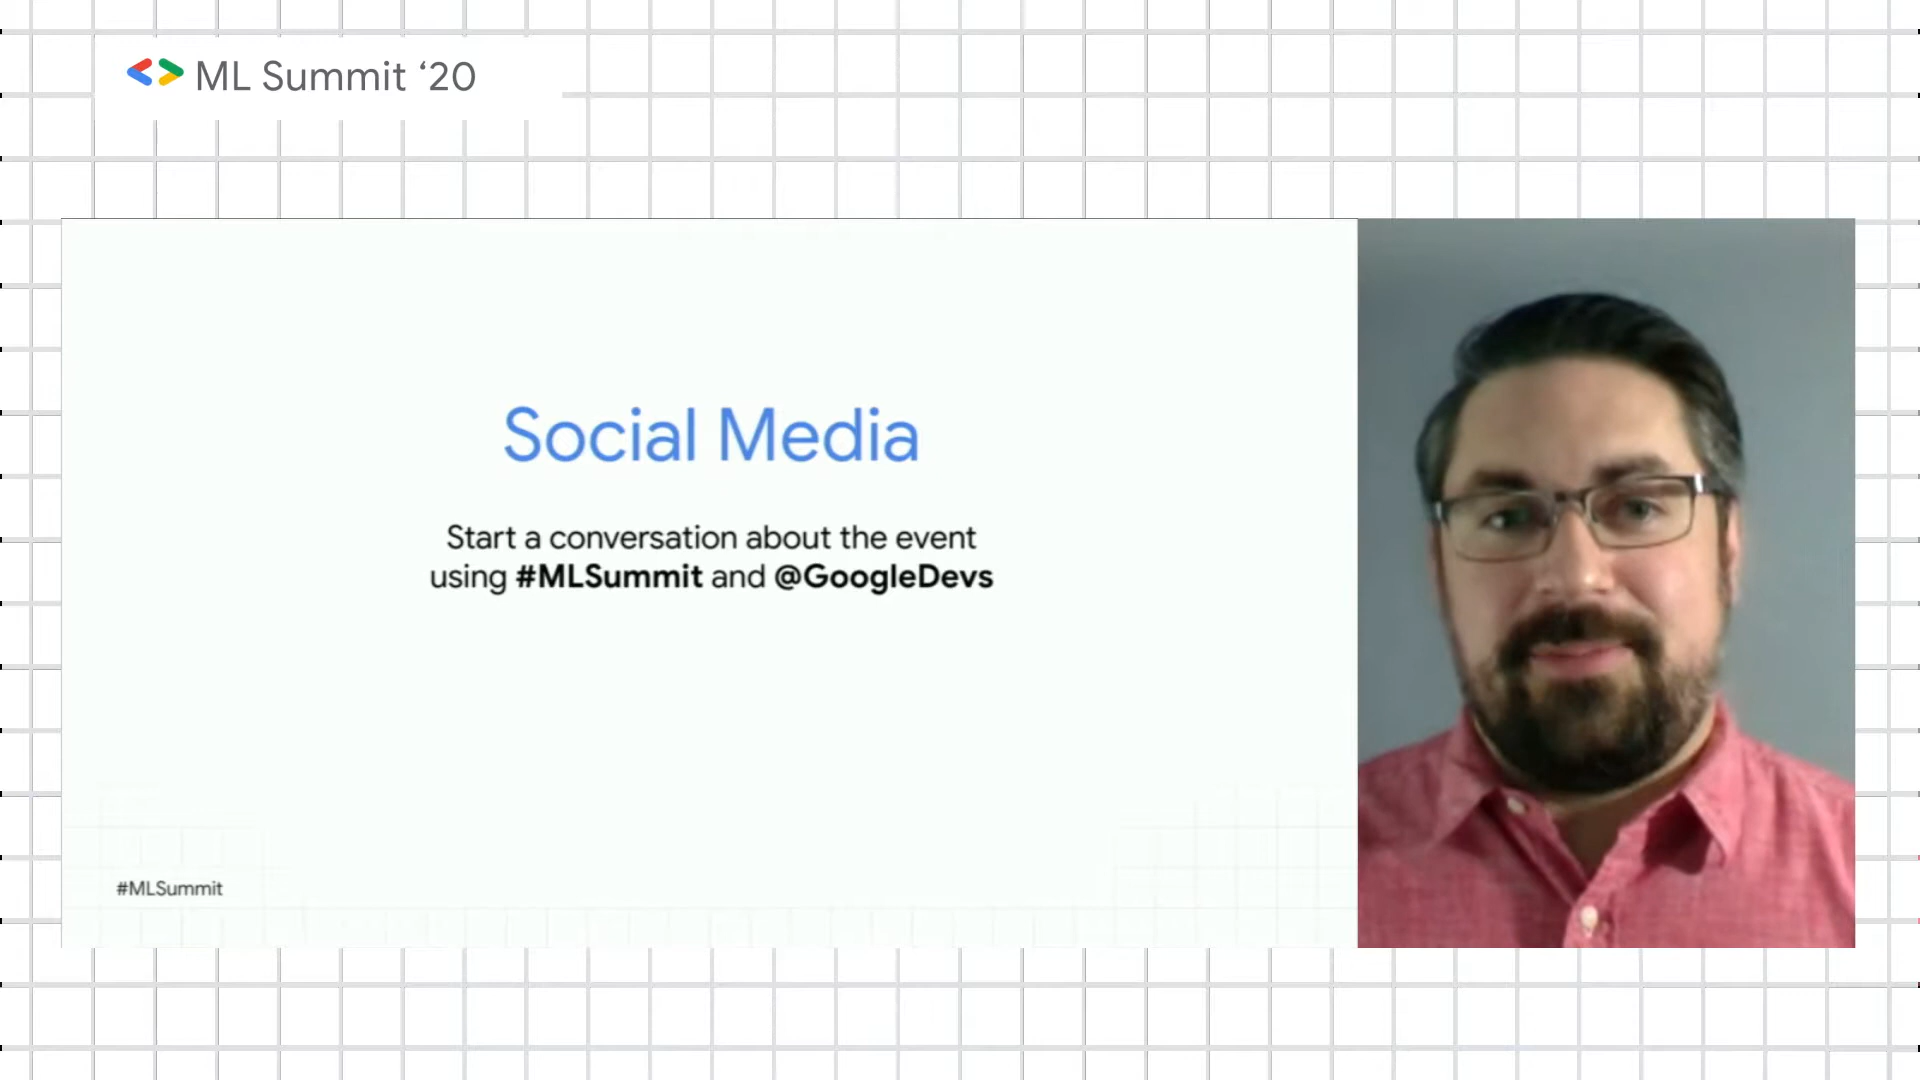 ML Summit ‘20
Social Media
Start a conversation about the event
using #MLSummit and @GoogleDevs
#MLSummit